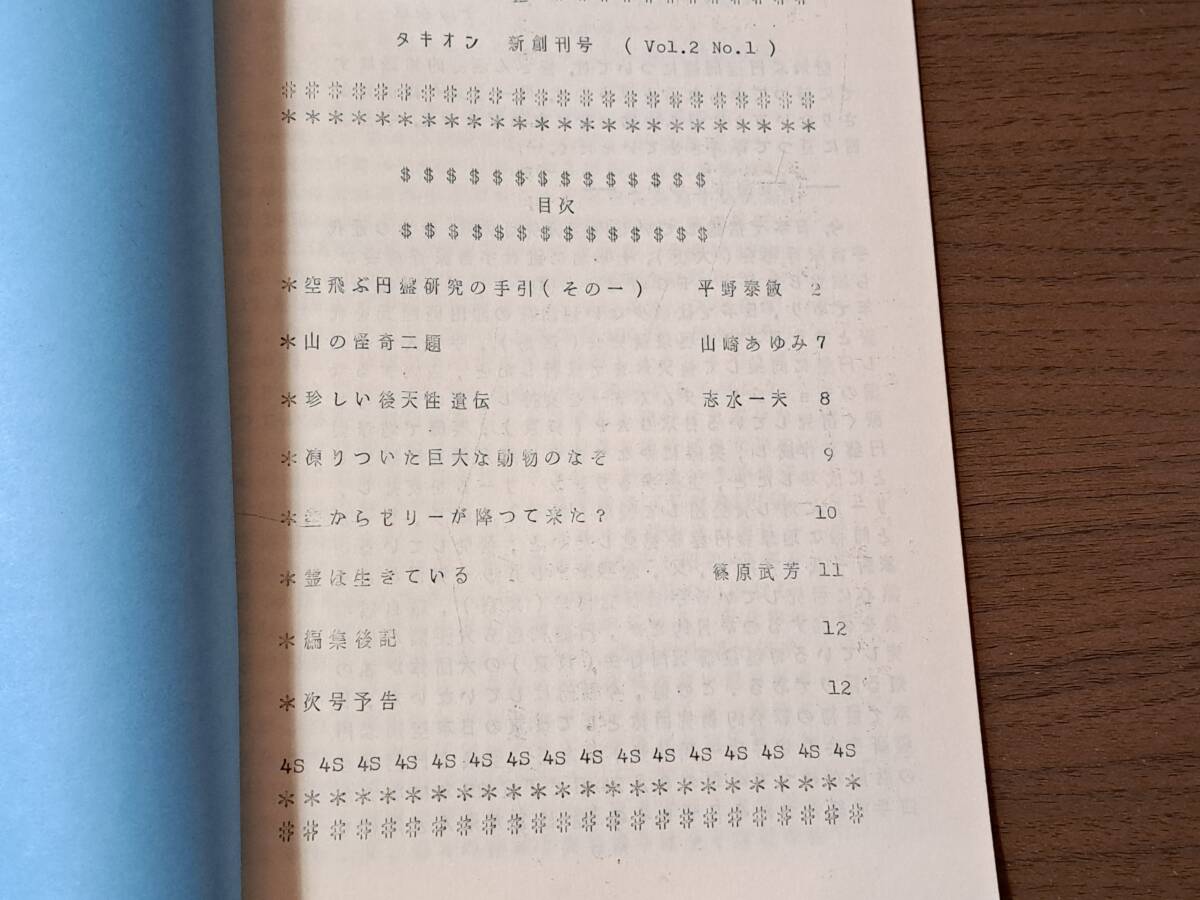 タキオン 新創刊号 ( Vol.2 No.1 )
❊❊❊❊❊❊❊❊❊❊❊❊❊❊❊❊❊❊❊❊❊❊❊
* * * * * * * * * * * * * * * * * * * * * * *
$ $ $ $ $ $ $ $ $ $ $ $ $ $
目次
$ $ $ $ $ $ $ $ $ $ $ $ $ $
*空飛ぶ円盤研究の手引(その一) 平野泰敏 2
*山の怪奇二題 山崎あゆみ 7
*珍しい後天性遺伝 志水一夫 8
*凍りついた巨大な動物のなぞ 9
*空からゼリーが降つて来た? 10
*霊は生きている 篠原武芳 11
*編集後記 12
*次号予告 12
4S 4S 4S 4S 4S 4S 4S 4S 4S 4S 4S 4S 4S 4S 4S 4S
* * * * * * * * * * * * * * * * * * * * * * * *
❊❊❊❊❊❊❊❊❊❊❊❊❊❊❊❊❊❊❊❊❊❊❊❊